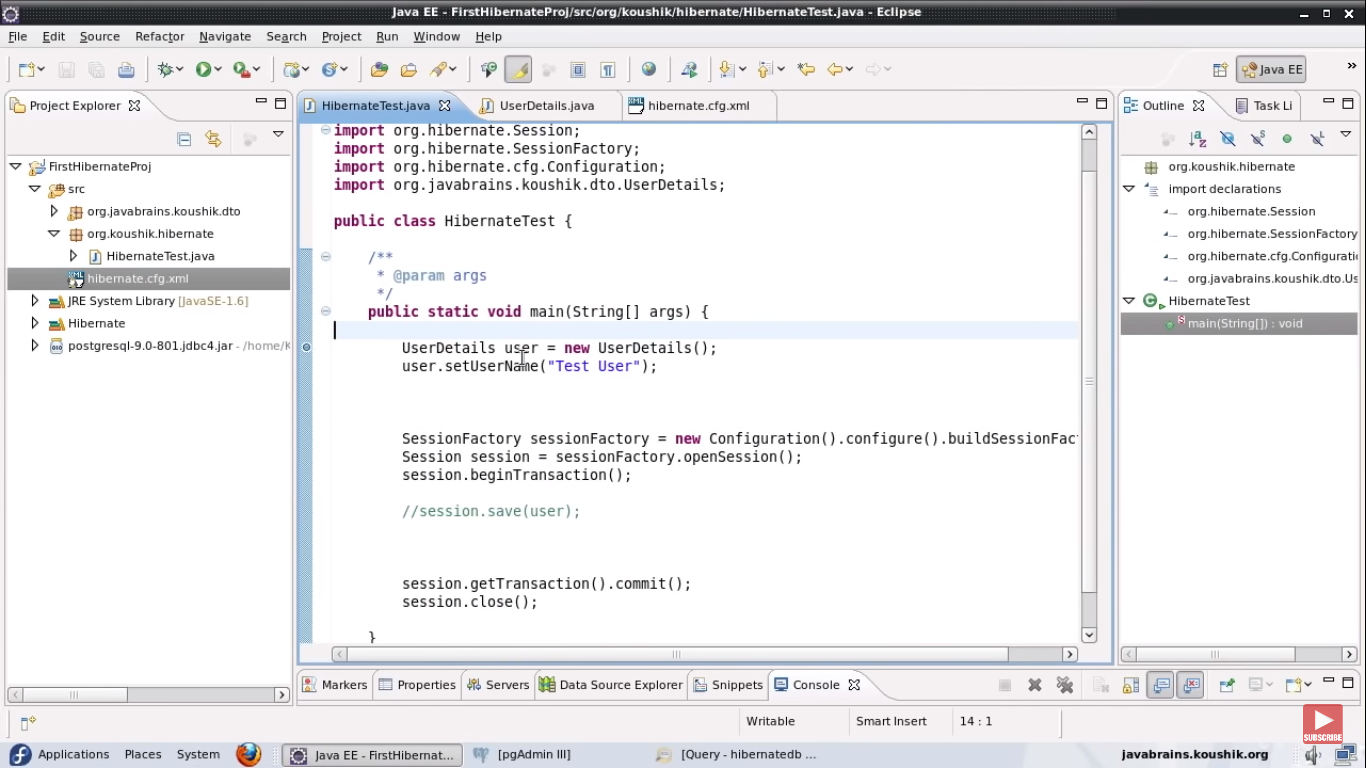 Java EE - FirstHibernateProj/src/org/koushik/hibernate/HibernateTest.java - Eclipse
File Edit Source Refactor Navigate Search Project Run Window Help
Java EE
Project Explorer
HibernateTest.java UserDetails.java hibernate.cfg.xml
Outline Task Li
FirstHibernateProj
src
org.javabrains.koushik.dto
org.koushik.hibernate
HibernateTest.java
hibernate.cfg.xml
JRE System Library [JavaSE-1.6]
Hibernate
postgresql-9.0-801.jdbc4.jar - /home/K
import org.hibernate.Session;
import org.hibernate.SessionFactory;
import org.hibernate.cfg.Configuration;
import org.javabrains.koushik.dto.UserDetails;
public class HibernateTest {
/**
* @param args
*/
public static void main(String[] args) {
UserDetails user = new UserDetails();
user.setUserName("Test User");
SessionFactory sessionFactory = new Configuration().configure().buildSessionFac
Session session = sessionFactory.openSession();
session.beginTransaction();
//session.save(user);
session.getTransaction().commit();
session.close();
}
org.koushik.hibernate
import declarations
org.hibernate.Session
org.hibernate.SessionFactory
org.hibernate.cfg.Configuratio
org.javabrains.koushik.dto.Us
HibernateTest
main(String[]) : void
Markers Properties Servers Data Source Explorer Snippets Console
Writable Smart Insert 14 : 1
SUBSCRIBE
Applications Places System Java EE - FirstHibernat... [pgAdmin III] [Query - hibernatedb ... javabrains.koushik.org